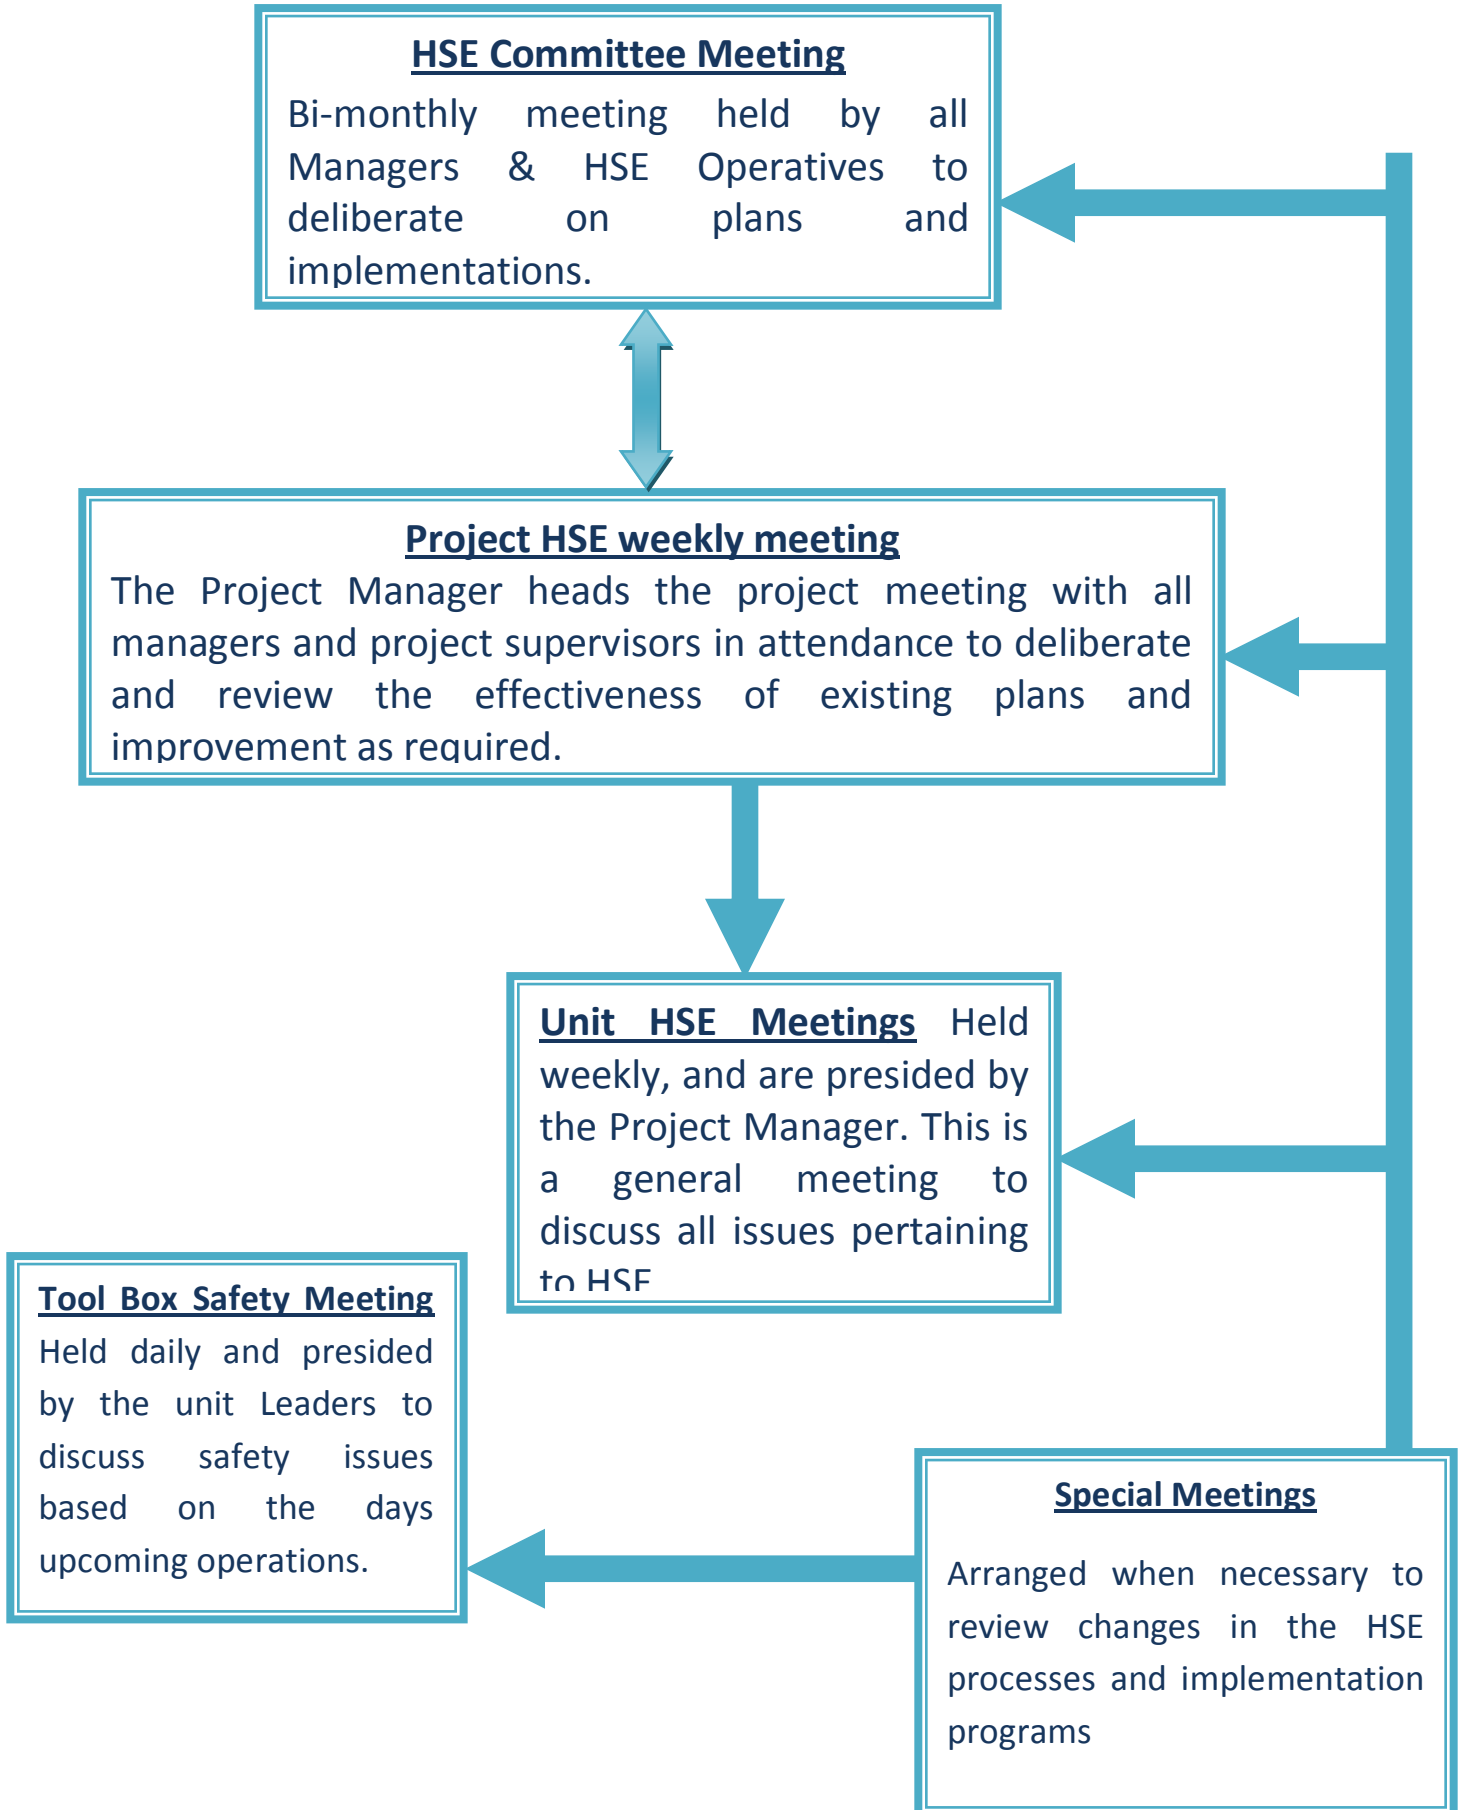 HSE Committee Meeting
Bi-monthly meeting held by all
Managers & HSE Operatives to
deliberate on plans and
implementations.
Project HSE weekly meeting
The Project Manager heads the project meeting with all
managers and project supervisors in attendance to deliberate
and review the effectiveness of existing plans and
improvement as required.
Unit HSE Meetings Held
weekly, and are presided by
the Project Manager. This is
a general meeting to
discuss all issues pertaining
to HSE
Tool Box Safety Meeting
Held daily and presided
by the unit Leaders to
discuss safety issues
based on the days
upcoming operations.
Special Meetings
Arranged when necessary to
review changes in the HSE
processes and implementation
programs